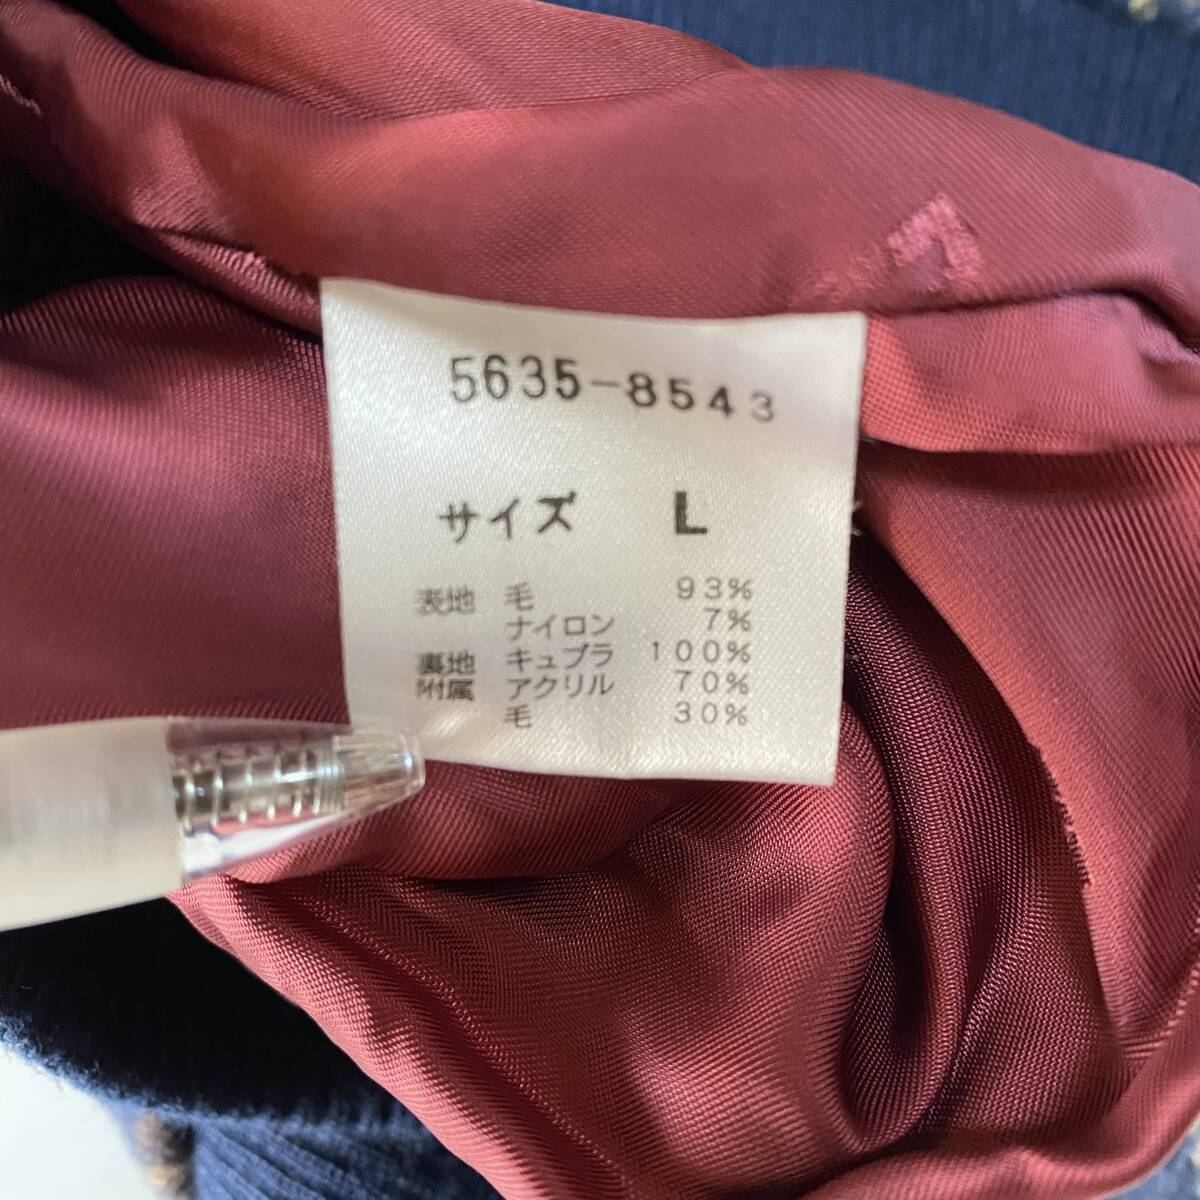 5635-8543
サイズ L
表地 毛 93%
ナイロン 7%
裏地 キュプラ 100%
附属 アクリル 70%
毛 30%